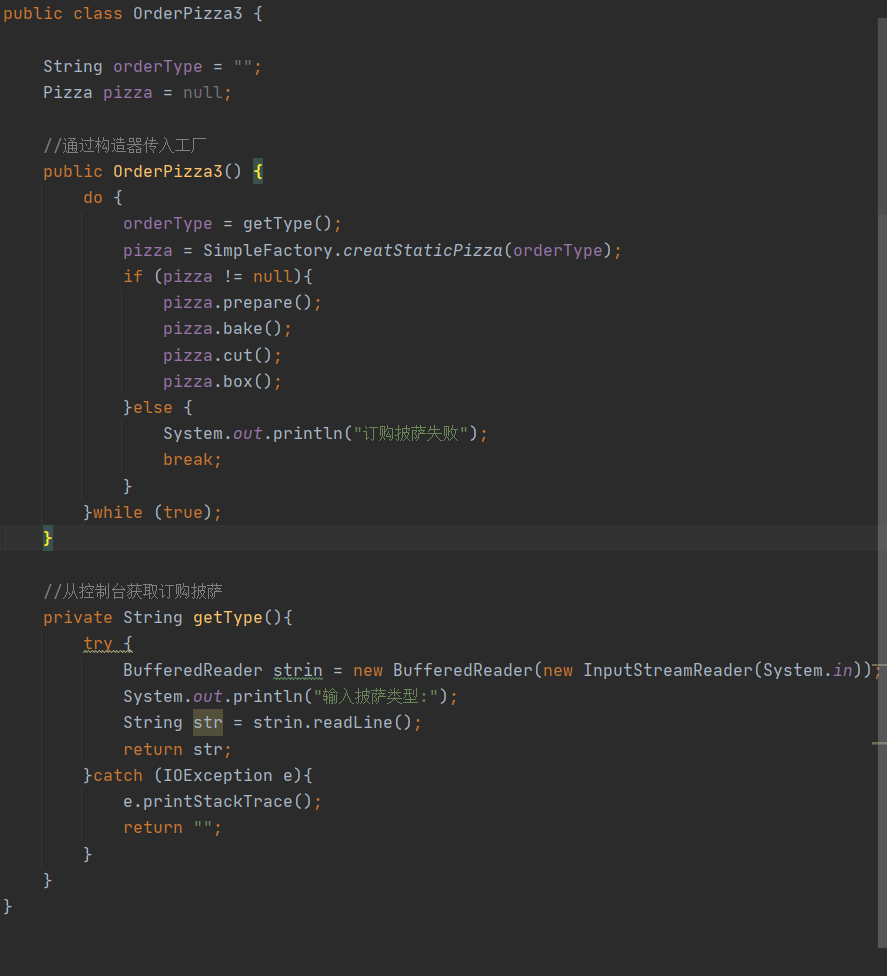 public class OrderPizza3 {
String orderType = "";
Pizza pizza = null;
//通过构造器传入工厂
public OrderPizza3() {
do {
orderType = getType();
pizza = SimpleFactory.creatStaticPizza(orderType);
if (pizza != null){
pizza.prepare();
pizza.bake();
pizza.cut();
pizza.box();
}else {
System.out.println("订购披萨失败");
break;
}
}while (true);
}
//从控制台获取订购披萨
private String getType(){
try {
BufferedReader strin = new BufferedReader(new InputStreamReader(System.in));
System.out.println("输入披萨类型:");
String str = strin.readLine();
return str;
}catch (IOException e){
e.printStackTrace();
return "";
}
}
}